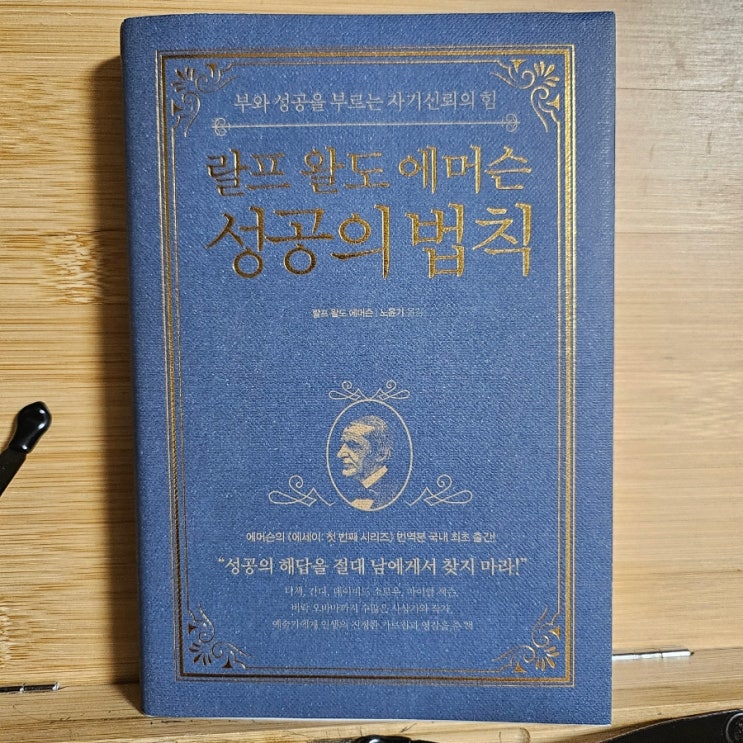 부와 성공을 부르는 자기신뢰의 힘
랄프 왈도 에머슨
성공의 법칙
랄프 왈도 에머슨 | 노윤기 옮김
에머슨의 《에세이: 첫 번째 시리즈》 번역본 국내 최초 출간!
“성공의 해답을 절대 남에게서 찾지 마라!”
니체, 간디, 데이비드 소로우, 마이클 잭슨,
버락 오바마까지 수많은 사상가와 작가,
예술가에게 인생의 진정한 가르침과 영감을 준 책